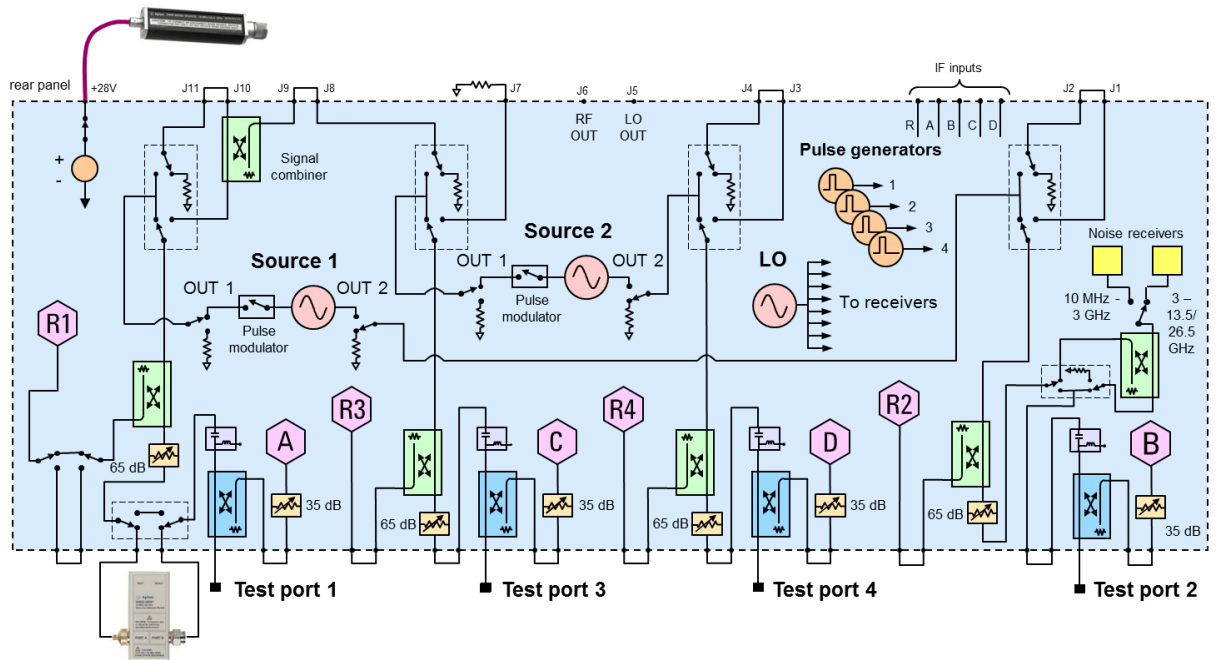 rear panel
+28V
J11
J10
J9
J8
J7
J6
J5
J4
J3
IF inputs
J2
J1
RF
OUT
LO
OUT
R
A
B
C
D
+
-
Signal
combiner
Pulse generators
1
2
3
4
Source 1
OUT 1
OUT 2
Pulse
modulator
Source 2
OUT 1
OUT 2
Pulse
modulator
LO
To receivers
Noise receivers
10 MHz -
3 GHz
3 –
13.5/
26.5
GHz
R1
R3
R4
R2
A
C
D
B
65 dB
35 dB
65 dB
35 dB
65 dB
35 dB
65 dB
35 dB
Test port 1
Test port 3
Test port 4
Test port 2
Agilent
PORT A
PORT B